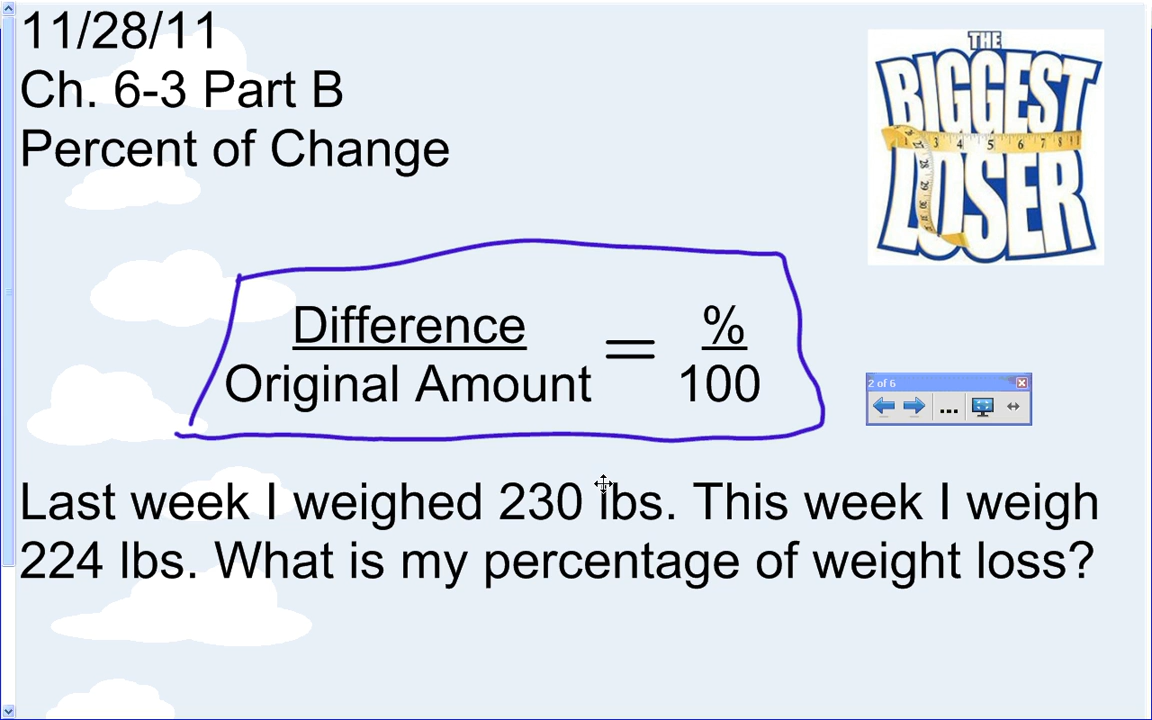 11/28/11
Ch. 6-3 Part B
Percent of Change
THE
BIGGEST
LOSER
Difference
Original Amount
=
%
100
2 of 6
...
Last week I weighed 230 lbs. This week I weigh
224 lbs. What is my percentage of weight loss?